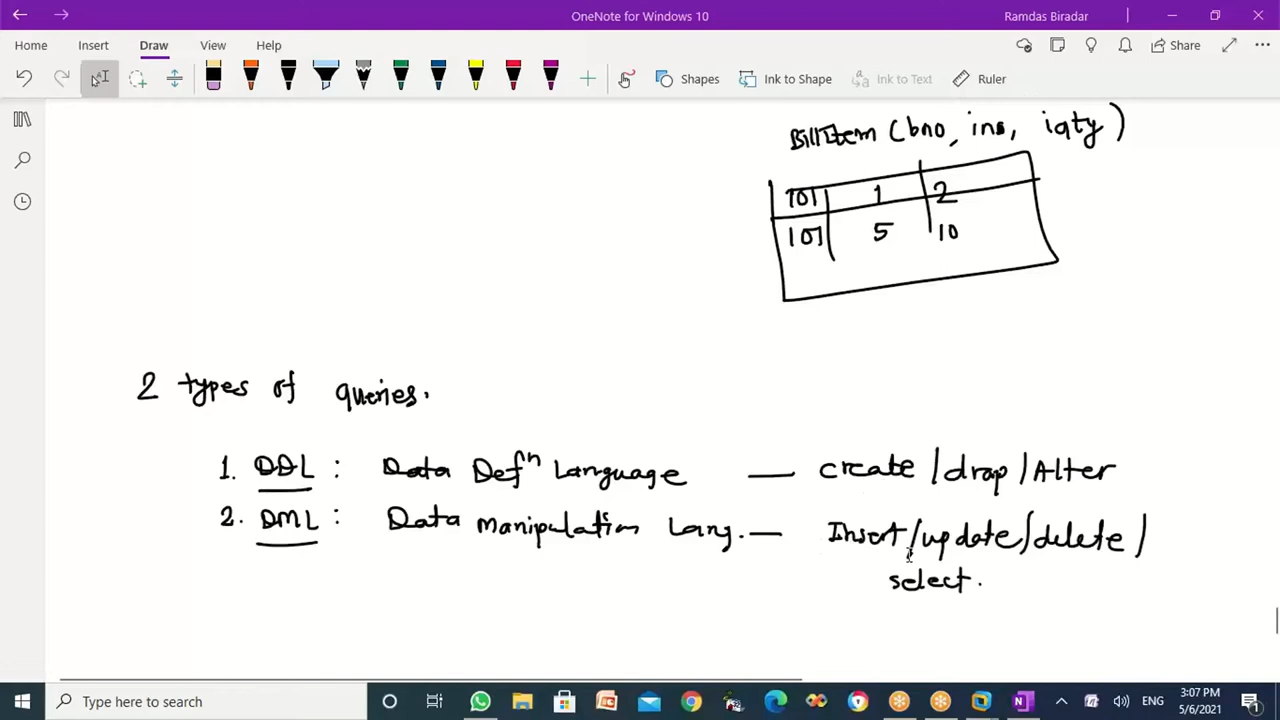 OneNote for Windows 10
Ramdas Biradar
Home Insert Draw View Help
Share
Shapes Ink to Shape Ink to Text Ruler
BillItem (bno, ins, iqty)
101 1 2
101 5 10
2 types of queries.
1. DDL : Data Defn Language — create/drop/Alter
2. DML : Data Manipulation Lang. — Insert/update/delete/
select.
Type here to search
ENG
3:07 PM
5/6/2021